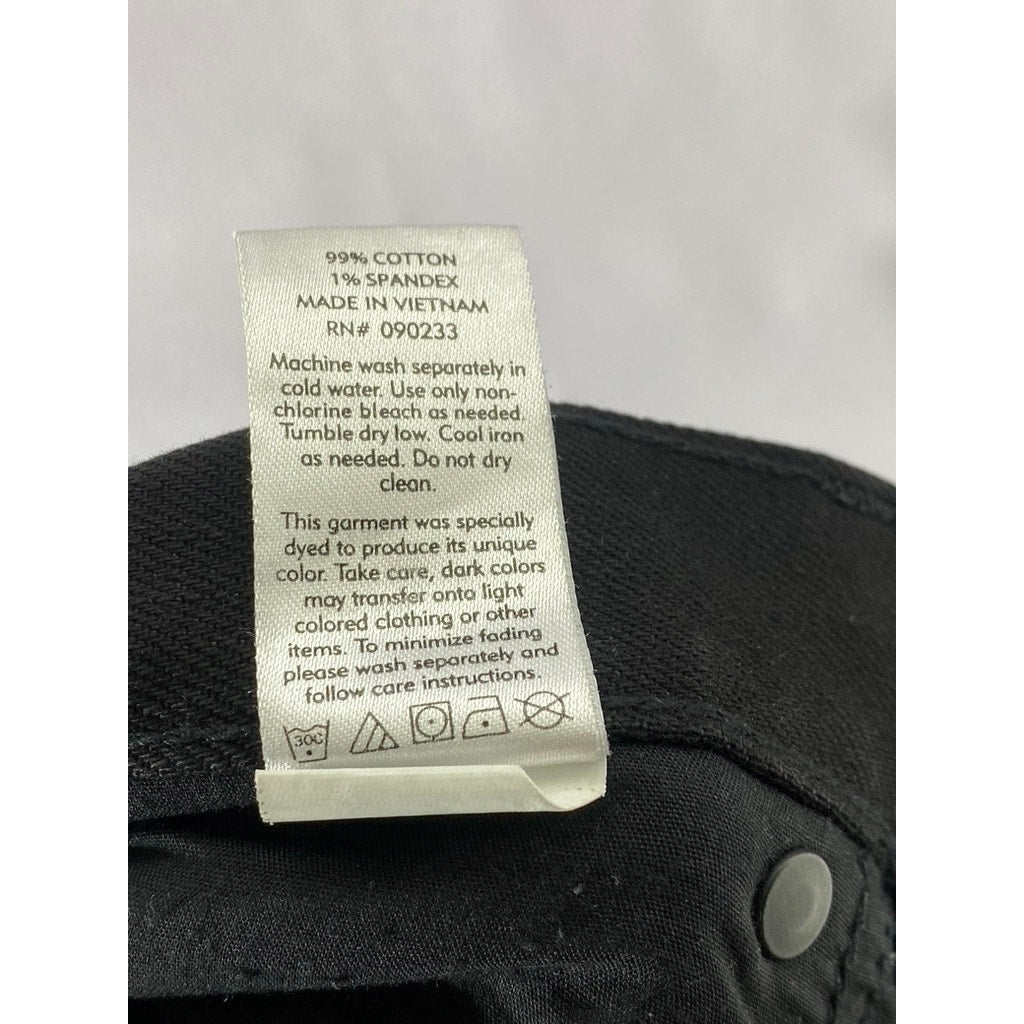 99% COTTON
1% SPANDEX
MADE IN VIETNAM
RN# 090233
Machine wash separately in
cold water. Use only non-
chlorine bleach as needed.
Tumble dry low. Cool iron
as needed. Do not dry
clean.
This garment was specially
dyed to produce its unique
color. Take care, dark colors
may transfer onto light
colored clothing or other
items. To minimize fading
please wash separately and
follow care instructions.
30C